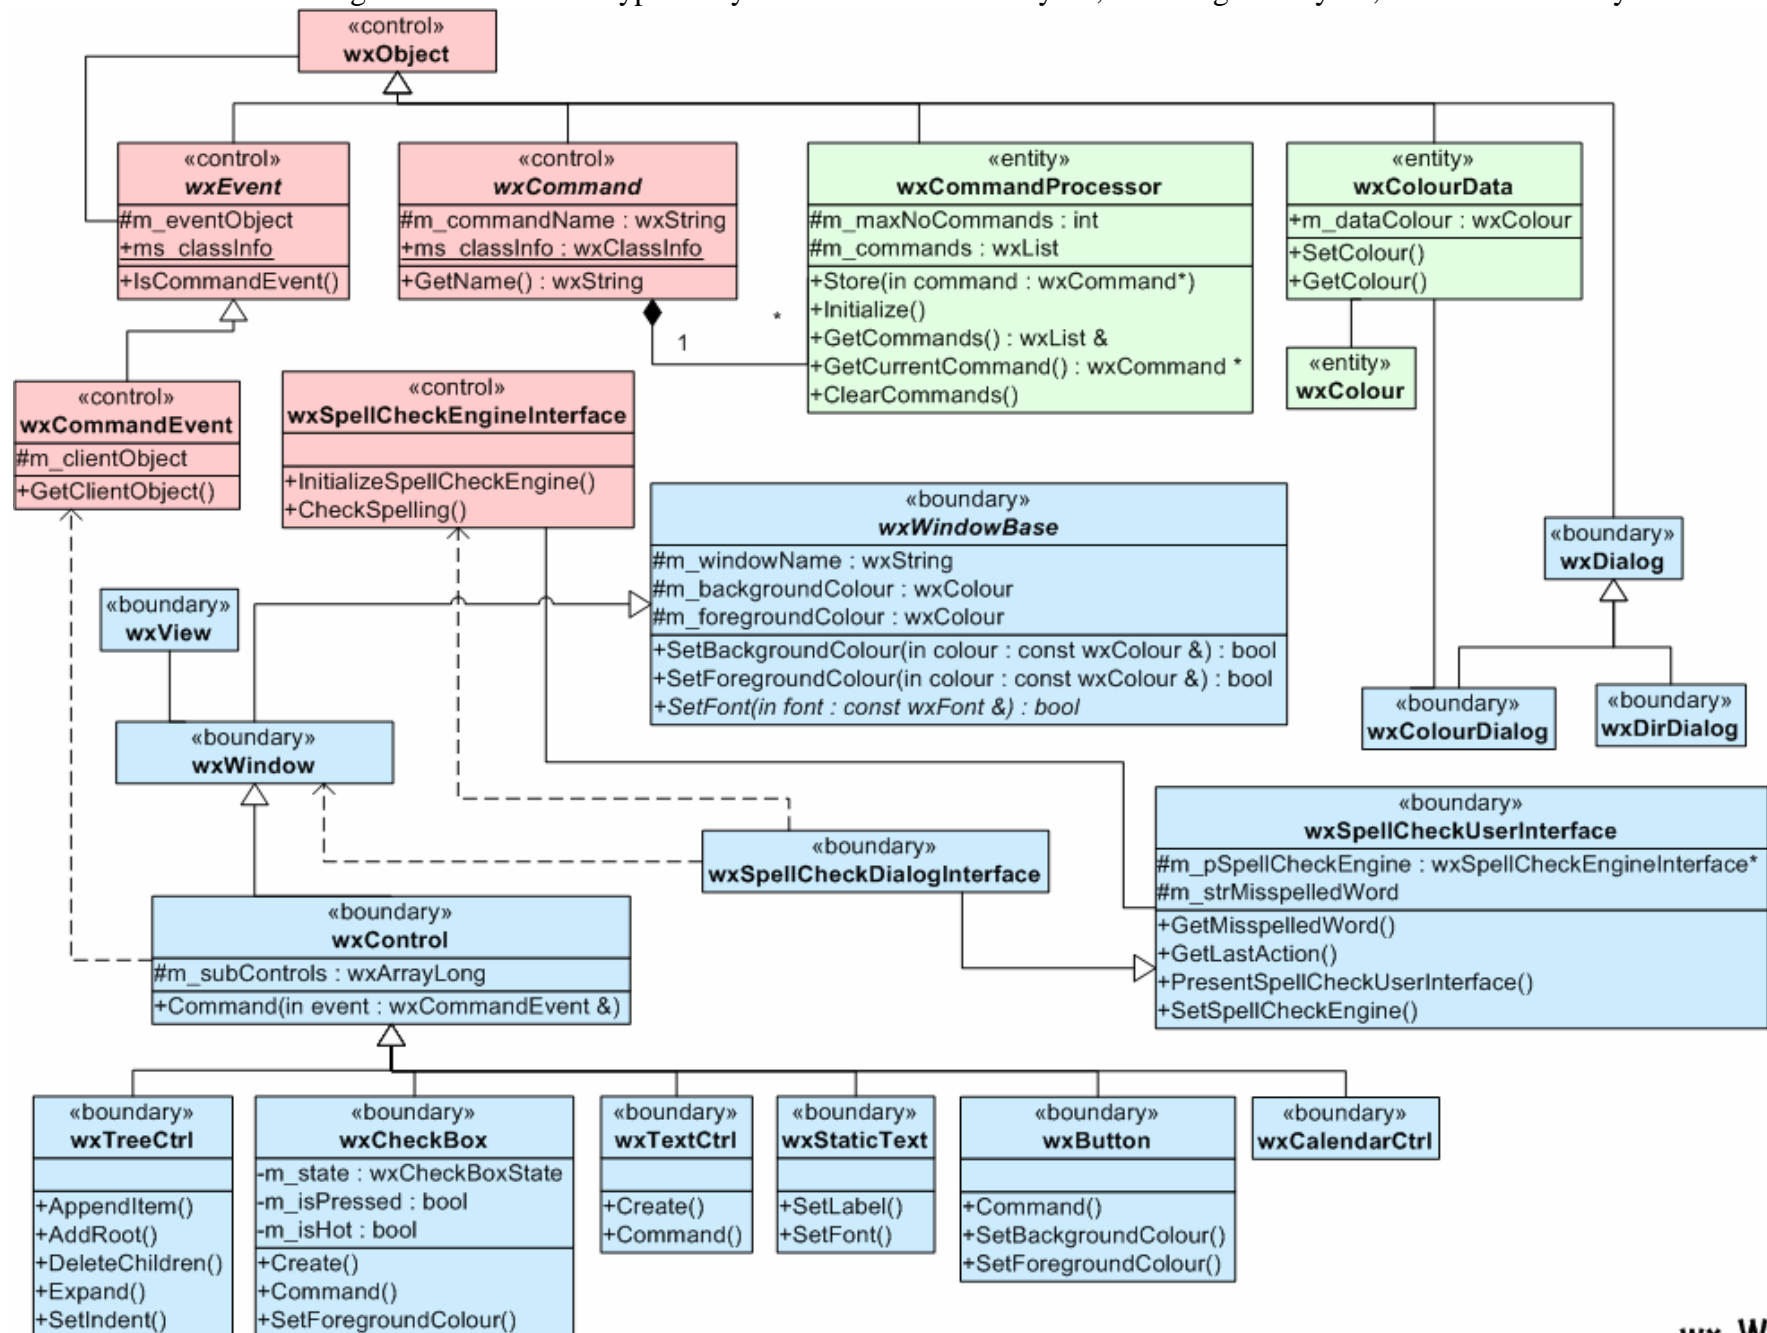 «control»
wxObject
«control»
wxEvent
#m_eventObject
+ms_classInfo
+IsCommandEvent()
«control»
wxCommand
#m_commandName : wxString
+ms_classInfo : wxClassInfo
+GetName() : wxString
«entity»
wxCommandProcessor
#m_maxNoCommands : int
#m_commands : wxList
+Store(in command : wxCommand*)
+Initialize()
+GetCommands() : wxList &
+GetCurrentCommand() : wxCommand *
+ClearCommands()
«entity»
wxColourData
+m_dataColour : wxColour
+SetColour()
+GetColour()
1
*
«entity»
wxColour
«control»
wxCommandEvent
#m_clientObject
+GetClientObject()
«control»
wxSpellCheckEngineInterface
+InitializeSpellCheckEngine()
+CheckSpelling()
«boundary»
wxWindowBase
#m_windowName : wxString
#m_backgroundColour : wxColour
#m_foregroundColour : wxColour
+SetBackgroundColour(in colour : const wxColour &) : bool
+SetForegroundColour(in colour : const wxColour &) : bool
+SetFont(in font : const wxFont &) : bool
«boundary»
wxDialog
«boundary»
wxView
«boundary»
wxWindow
«boundary»
wxColourDialog
«boundary»
wxDirDialog
«boundary»
wxSpellCheckDialogInterface
«boundary»
wxSpellCheckUserInterface
#m_pSpellCheckEngine : wxSpellCheckEngineInterface*
#m_strMisspelledWord
+GetMisspelledWord()
+GetLastAction()
+PresentSpellCheckUserInterface()
+SetSpellCheckEngine()
«boundary»
wxControl
#m_subControls : wxArrayLong
+Command(in event : wxCommandEvent &)
«boundary»
wxTreeCtrl
+AppendItem()
+AddRoot()
+DeleteChildren()
+Expand()
+SetIndent()
«boundary»
wxCheckBox
-m_state : wxCheckBoxState
-m_isPressed : bool
-m_isHot : bool
+Create()
+Command()
+SetForegroundColour()
«boundary»
wxTextCtrl
+Create()
+Command()
«boundary»
wxStaticText
+SetLabel()
+SetFont()
«boundary»
wxButton
+Command()
+SetBackgroundColour()
+SetForegroundColour()
«boundary»
wxCalendarCtrl